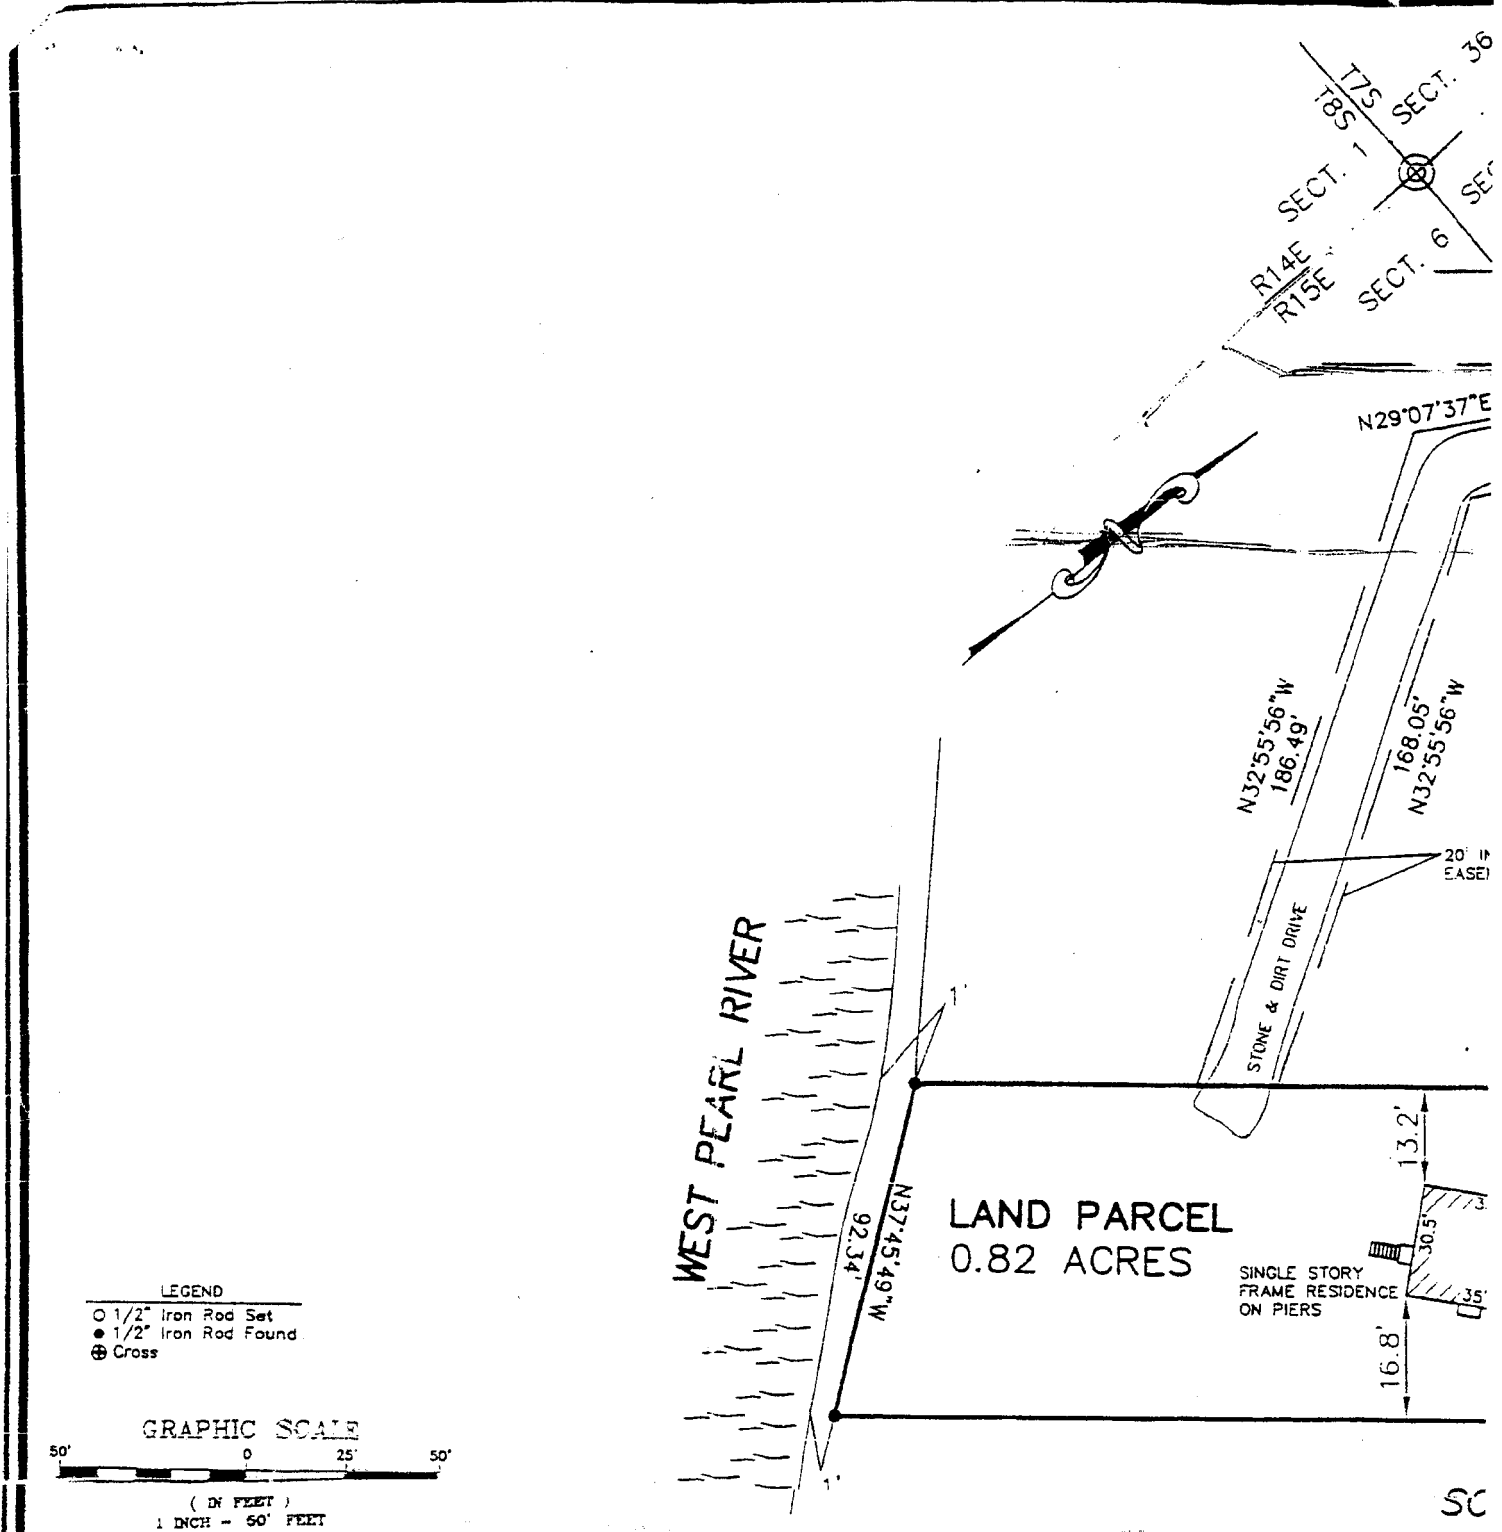 SECT. 36
T7S
T8S
SECT. 1
R14E
R15E
SECT. 6
N29°07'37"E
N32°55'56"W
186.49'
168.05'
N32°55'56"W
20'
STONE & DIRT DRIVE
WEST PEARL RIVER
1'
13.2'
N37°45'49"W
92.34'
LAND PARCEL
0.82 ACRES
30.5'
SINGLE STORY
FRAME RESIDENCE
ON PIERS
35'
16.8'
1'
LEGEND
1/2" Iron Rod Set
1/2" Iron Rod Found
Cross
GRAPHIC SCALE
50' 0 25' 50'
( IN FEET )
1 INCH = 50' FEET